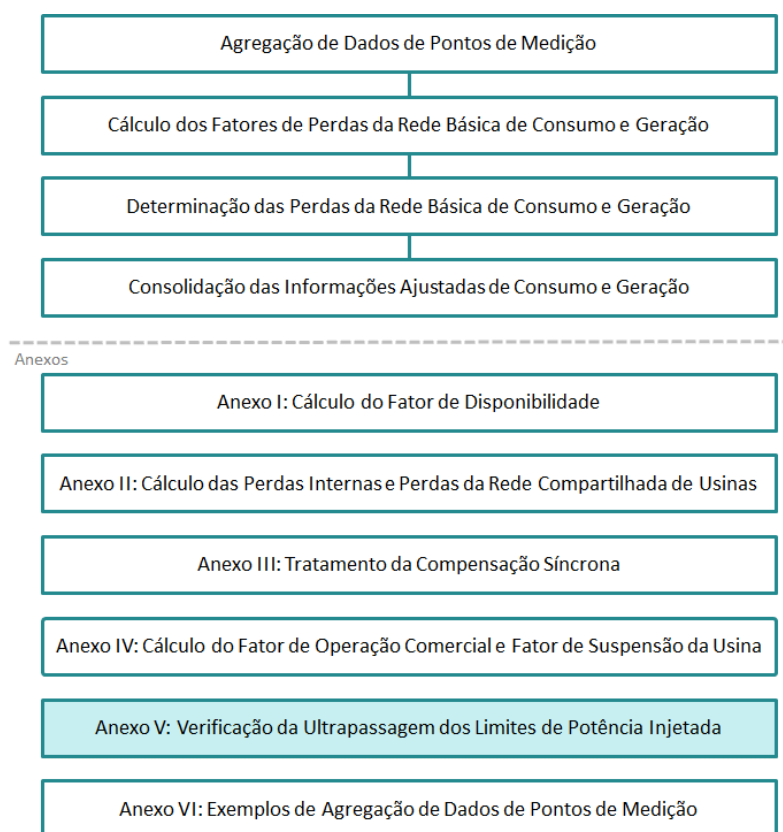 Agregação de Dados de Pontos de Medição
Cálculo dos Fatores de Perdas da Rede Básica de Consumo e Geração
Determinação das Perdas da Rede Básica de Consumo e Geração
Consolidação das Informações Ajustadas de Consumo e Geração
Anexos
Anexo I: Cálculo do Fator de Disponibilidade
Anexo II: Cálculo das Perdas Internas e Perdas da Rede Compartilhada de Usinas
Anexo III: Tratamento da Compensação Síncrona
Anexo IV: Cálculo do Fator de Operação Comercial e Fator de Suspensão da Usina
Anexo V: Verificação da Ultrapassagem dos Limites de Potência Injetada
Anexo VI: Exemplos de Agregação de Dados de Pontos de Medição